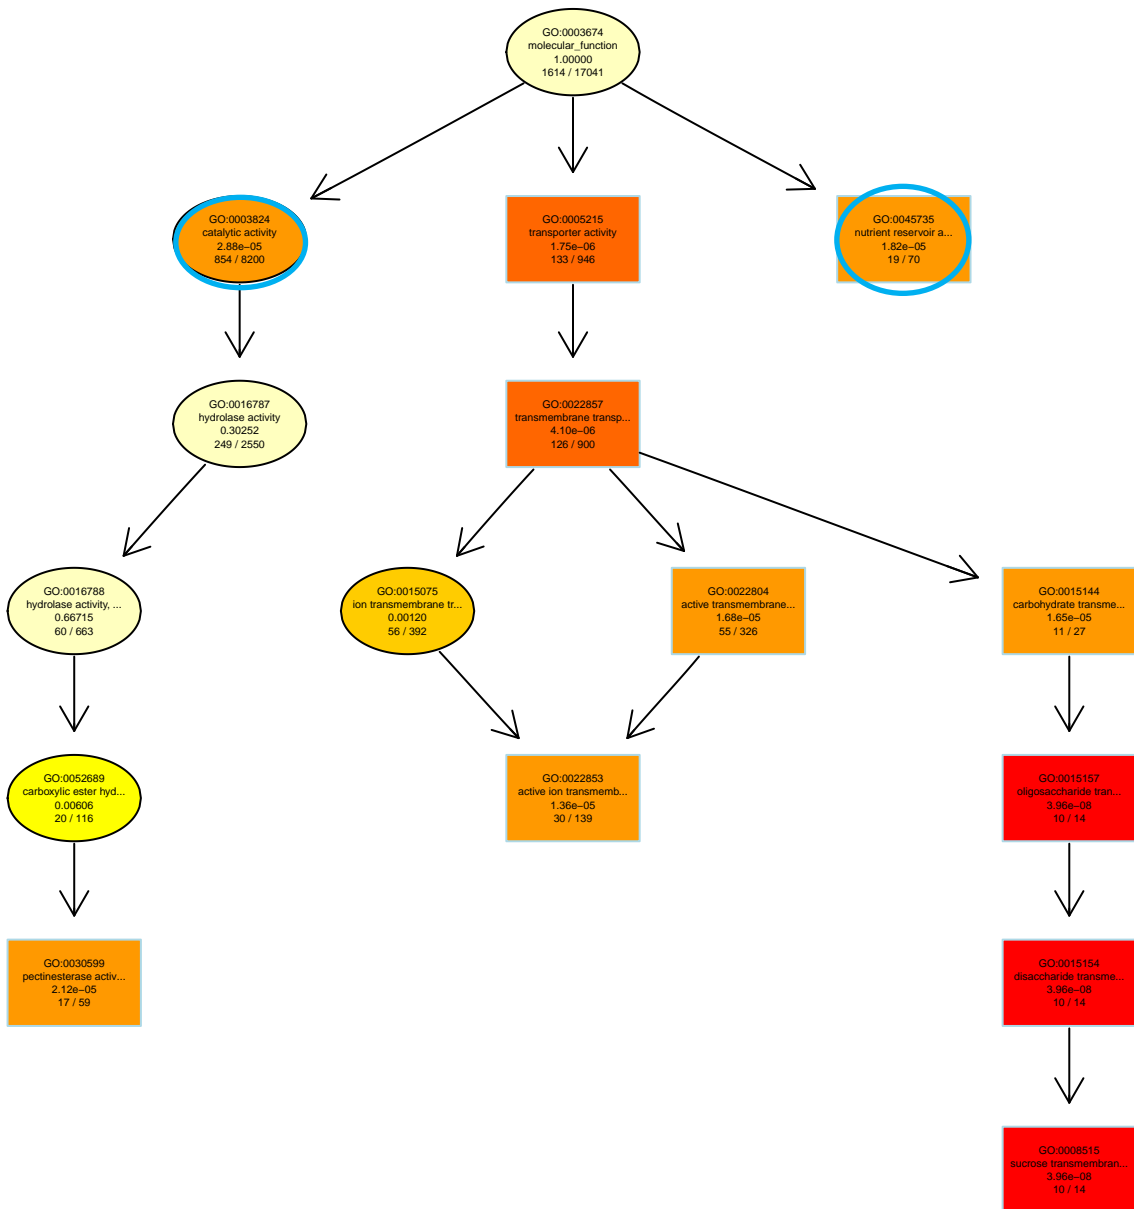 GO:0003674
molecular_function
1.00000
1614 / 17041
GO:0003824
catalytic activity
2.88e−05
854 / 8200
GO:0005215
transporter activity
1.75e−06
133 / 946
GO:0045735
nutrient reservoir a...
1.82e−05
19 / 70
GO:0016787
hydrolase activity
0.30252
249 / 2550
GO:0022857
transmembrane transp...
4.10e−06
126 / 900
GO:0016788
hydrolase activity, ...
0.66715
60 / 663
GO:0015075
ion transmembrane tr...
0.00120
56 / 392
GO:0022804
active transmembrane...
1.68e−05
55 / 326
GO:0015144
carbohydrate transme...
1.65e−05
11 / 27
GO:0052689
carboxylic ester hyd...
0.00606
20 / 116
GO:0022853
active ion transmemb...
1.36e−05
30 / 139
GO:0015157
oligosaccharide tran...
3.96e−08
10 / 14
GO:0030599
pectinesterase activ...
2.12e−05
17 / 59
GO:0015154
disaccharide transme...
3.96e−08
10 / 14
GO:0008515
sucrose transmembran...
3.96e−08
10 / 14